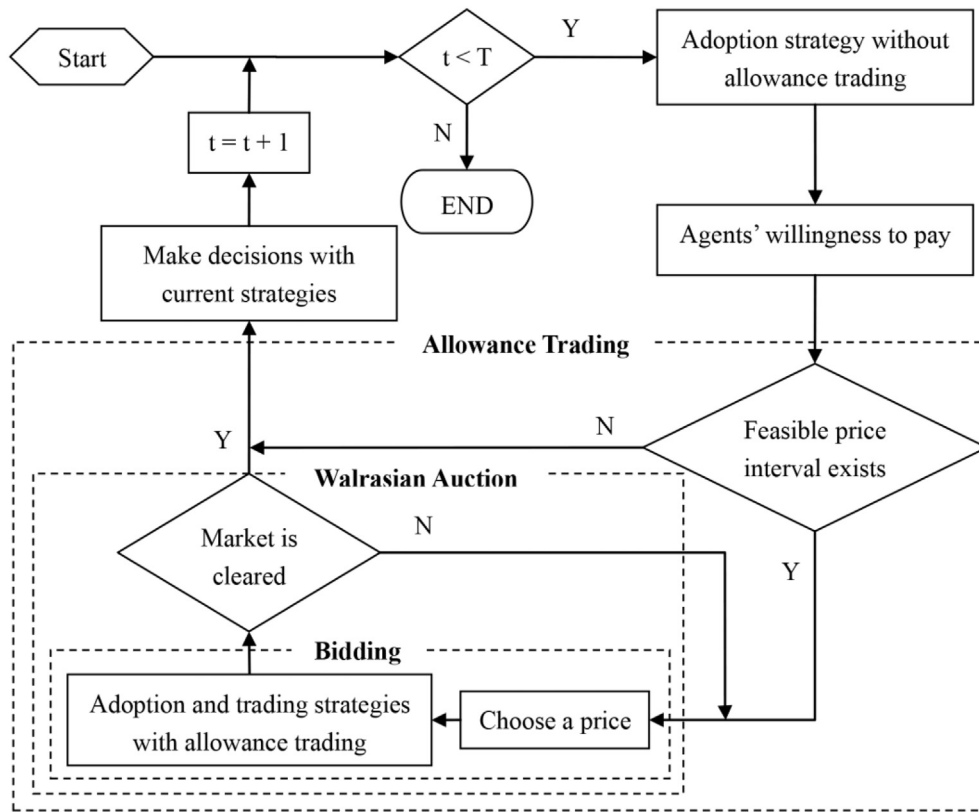 Start
t < T
Y
Adoption strategy without
allowance trading
N
t = t + 1
END
Agents’ willingness to pay
Make decisions with
current strategies
Allowance Trading
Y
N
Feasible price
interval exists
Walrasian Auction
Market is
cleared
N
Y
Bidding
Adoption and trading strategies
with allowance trading
Choose a price